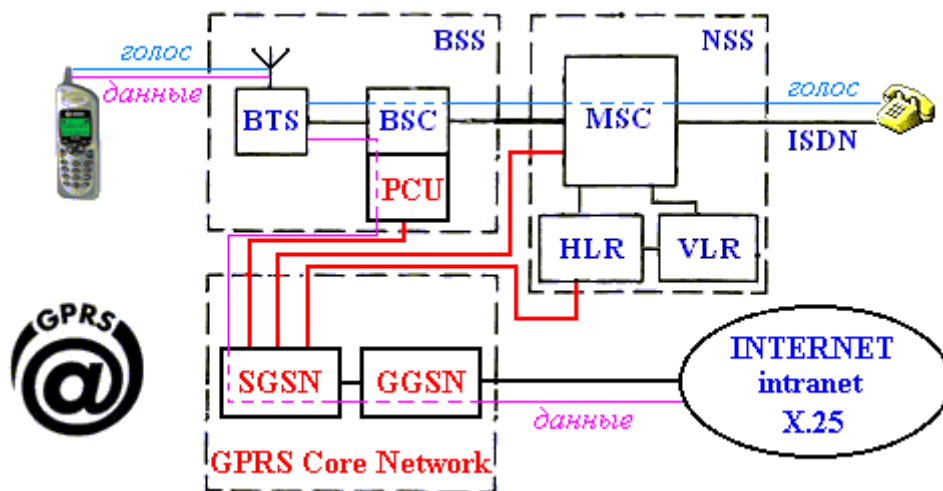 BSS
NSS
голос
данные
BTS
BSC
MSC
голос
ISDN
PCU
HLR
VLR
GPRS
@
SGSN
GGSN
INTERNET
intranet
X.25
данные
GPRS Core Network